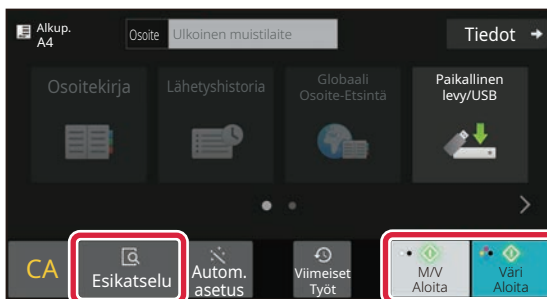 Alkup.
A4
Osoite
Ulkoinen muistilaite
Tiedot
Osoitekirja
Lähetyshistoria
Globaali
Osoite-Etsintä
Paikallinen
levy/USB
CA
Esikatselu
Autom.
asetus
Viimeiset
Työt
M/V
Aloita
Väri
Aloita